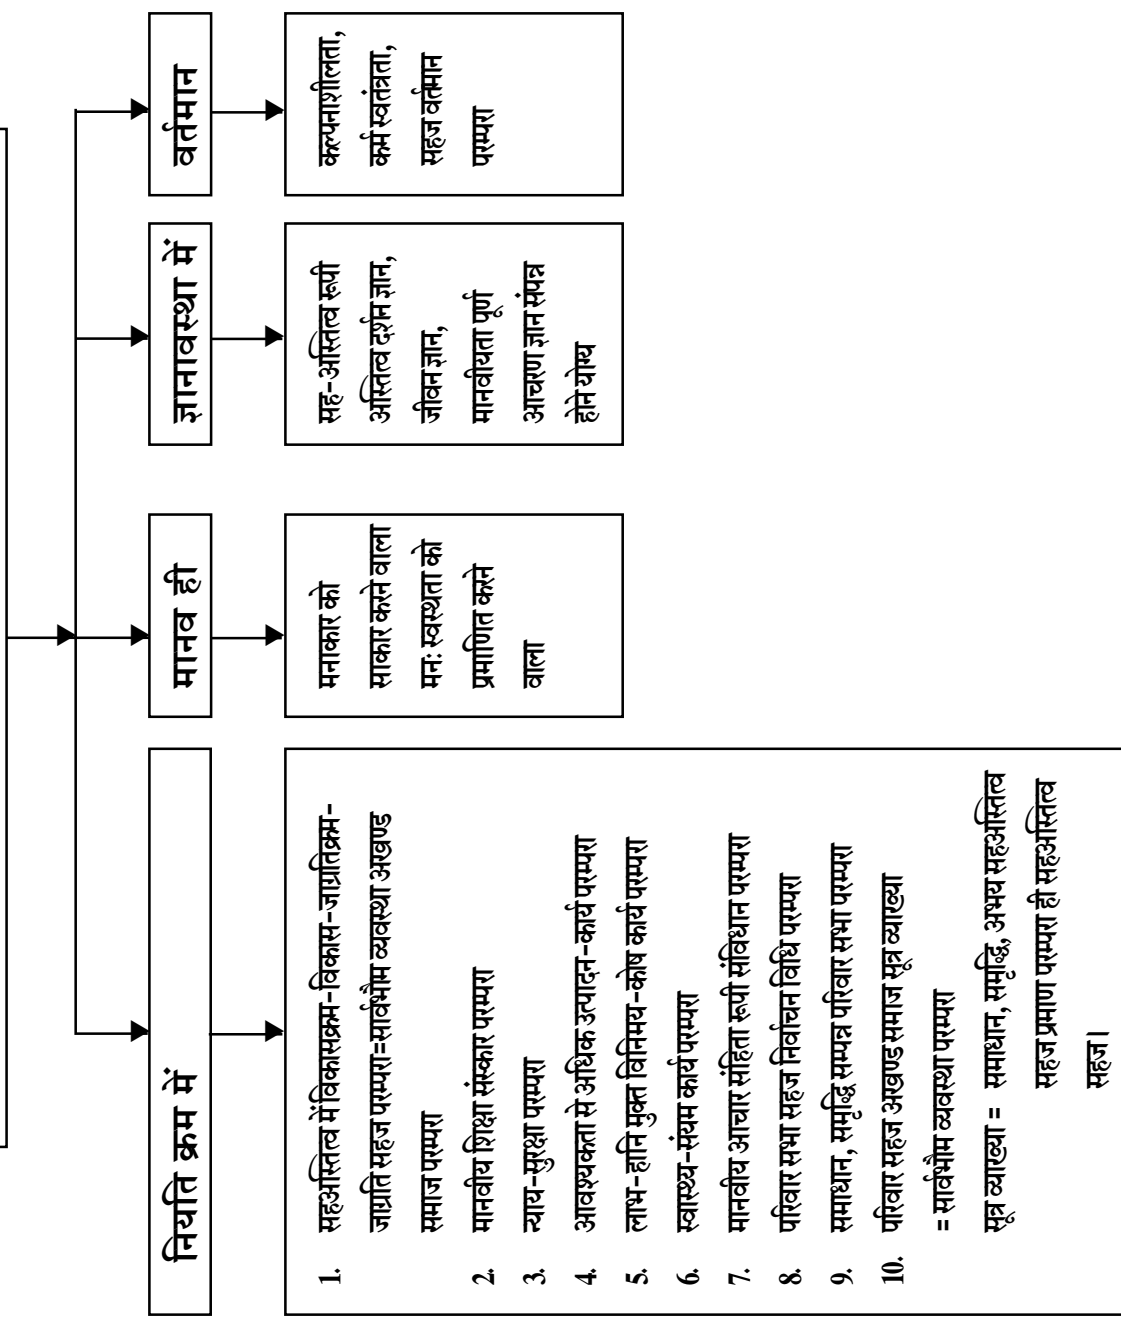 नियति क्रम में
1. सहअस्तित्व में विकासक्रम-विकास-जाग्रतिक्रम-
जाग्रति सहज परम्परा=सार्वभौम व्यवस्था अखण्ड
समाज परम्परा
2. मानवीय शिक्षा संस्कार परम्परा
3. न्याय-सुरक्षा परम्परा
4. आवश्यकता से अधिक उत्पादन-कार्य परम्परा
5. लाभ-हानि मुक्त विनिमय-कोष कार्य परम्परा
6. स्वास्थ्य-संयम कार्य परम्परा
7. मानवीय आचार संहिता रूपी संविधान परम्परा
8. परिवार सभा सहज निर्वाचन विधि परम्परा
9. समाधान, समृद्धि सम्पन्न परिवार सभा परम्परा
10. परिवार सहज अखण्ड समाज सूत्र व्याख्या
= सार्वभौम व्यवस्था परम्परा
सूत्र व्याख्या = समाधान, समृद्धि, अभय सहअस्तित्व
सहज प्रमाण परम्परा ही सहअस्तित्व
सहज।
मानव ही
मनाकार को
साकार करने वाला
मनः स्वस्थता को
प्रमाणित करने
वाला
ज्ञानावस्था में
सह-अस्तित्व रूपी
अस्तित्व दर्शन ज्ञान,
जीवन ज्ञान,
मानवीयता पूर्ण
आचरण ज्ञान संपन्न
होने योग्य
वर्तमान
कल्पनाशीलता,
कर्म स्वतंत्रता,
सहज वर्तमान
परम्परा